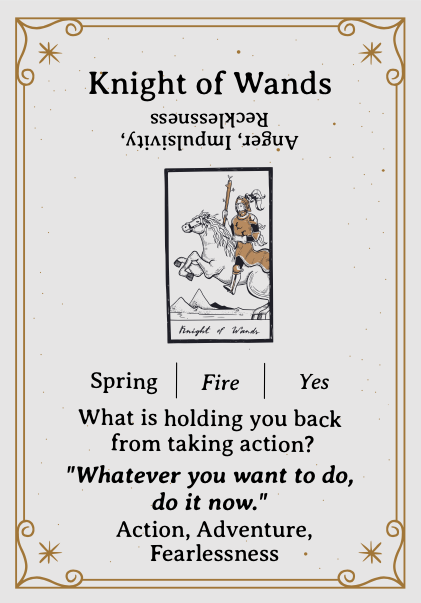 Knight of Wands
Anger, Impulsivity,
Recklessness
Knight of Wands
Spring | Fire | Yes
What is holding you back
from taking action?
"Whatever you want to do,
do it now."
Action, Adventure,
Fearlessness